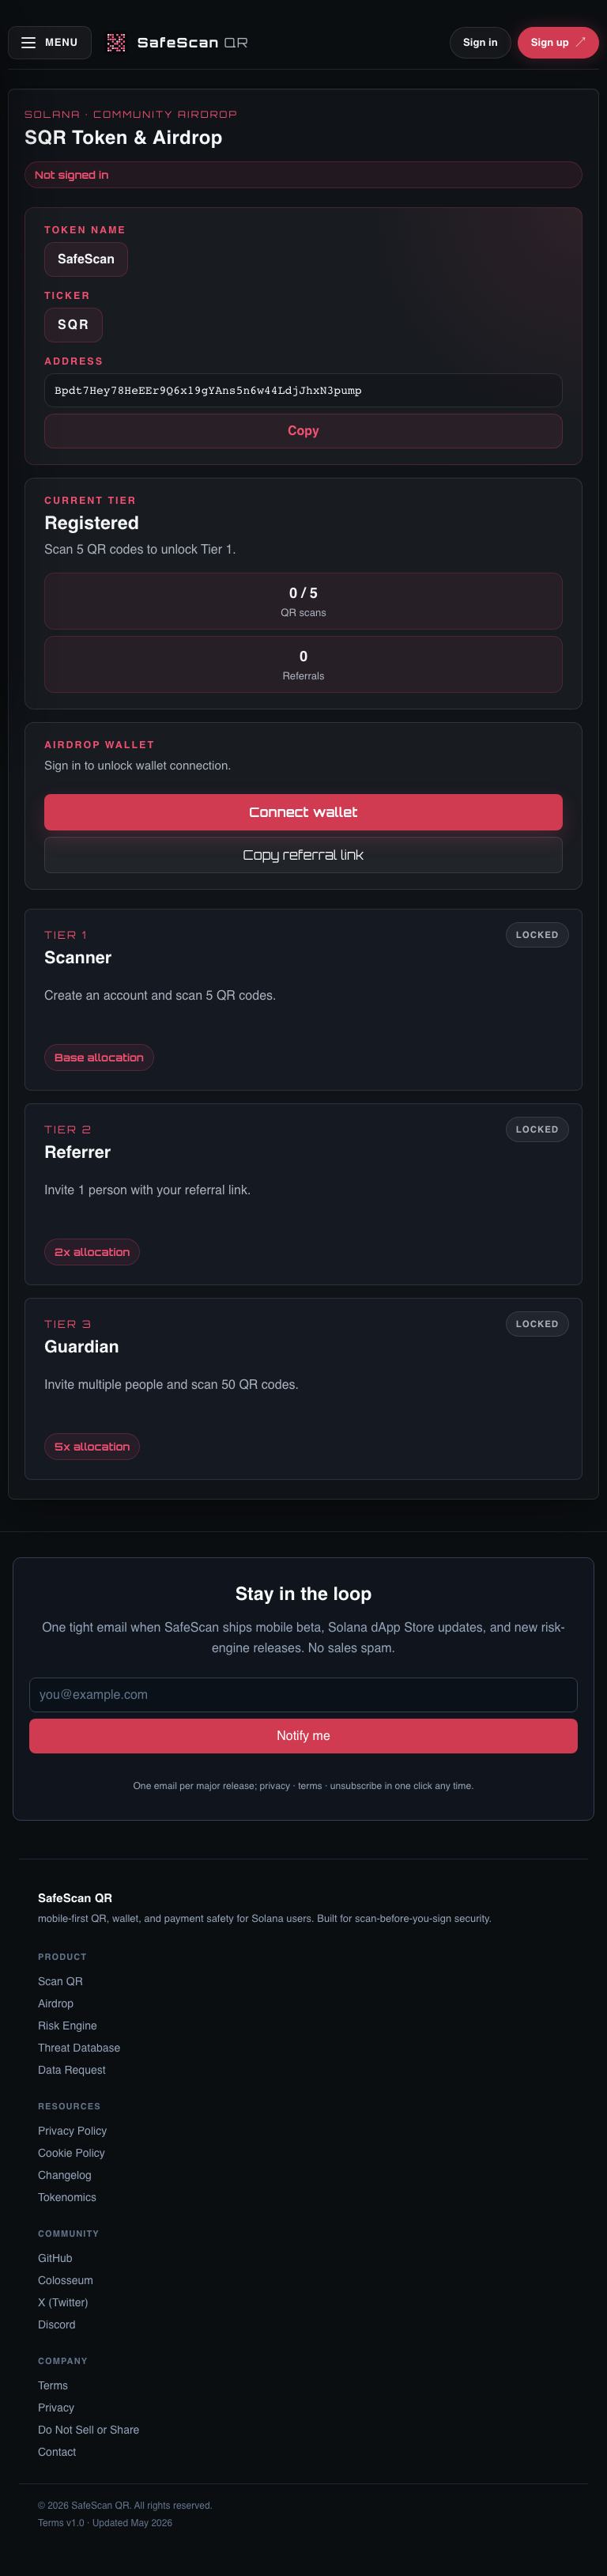 MENU
SafeScan QR
Sign in
Sign up ↗
SOLANA · COMMUNITY AIRDROP
SQR Token & Airdrop
Not signed in
TOKEN NAME
SafeScan
TICKER
SQR
ADDRESS
Bpdt7Hey78HeEEr9Q6x19gYAns5n6w44LdjJhxN3pump
Copy
CURRENT TIER
Registered
Scan 5 QR codes to unlock Tier 1.
0 / 5
QR scans
0
Referrals
AIRDROP WALLET
Sign in to unlock wallet connection.
Connect wallet
Copy referral link
TIER 1
LOCKED
Scanner
Create an account and scan 5 QR codes.
Base allocation
TIER 2
LOCKED
Referrer
Invite 1 person with your referral link.
2x allocation
TIER 3
LOCKED
Guardian
Invite multiple people and scan 50 QR codes.
5x allocation
Stay in the loop
One tight email when SafeScan ships mobile beta, Solana dApp Store updates, and new risk-
engine releases. No sales spam.
you@example.com
Notify me
One email per major release; privacy · terms · unsubscribe in one click any time.
SafeScan QR
mobile-first QR, wallet, and payment safety for Solana users. Built for scan-before-you-sign security.
PRODUCT
Scan QR
Airdrop
Risk Engine
Threat Database
Data Request
RESOURCES
Privacy Policy
Cookie Policy
Changelog
Tokenomics
COMMUNITY
GitHub
Colosseum
X (Twitter)
Discord
COMPANY
Terms
Privacy
Do Not Sell or Share
Contact
© 2026 SafeScan QR. All rights reserved.
Terms v1.0 · Updated May 2026